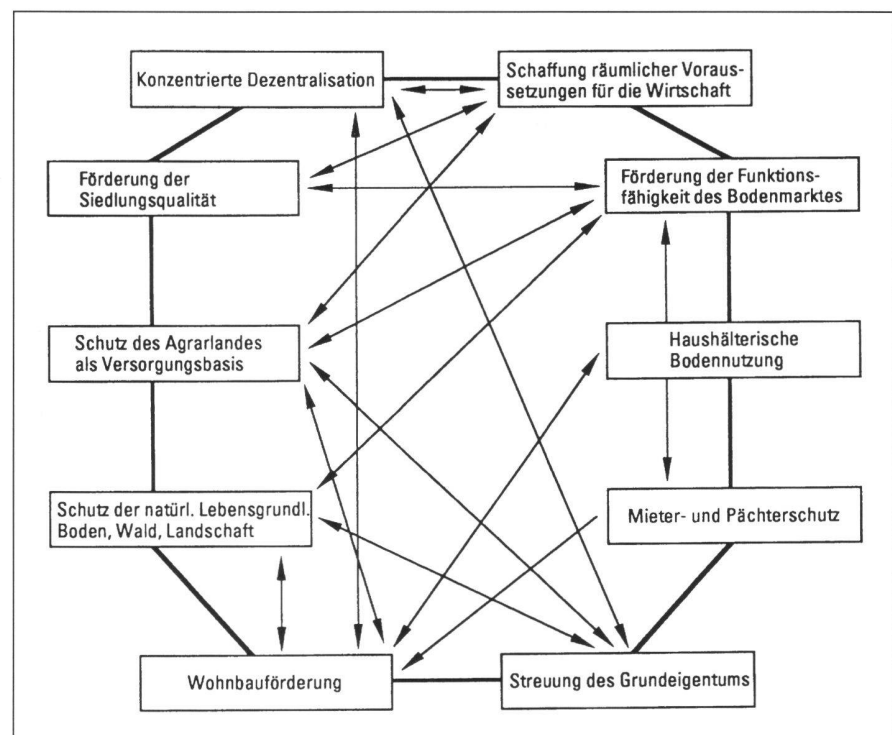 Konzentrierte Dezentralisation
Schaffung räumlicher Voraus-
setzungen für die Wirtschaft
Förderung der
Siedlungsqualität
Förderung der Funktions-
fähigkeit des Bodenmarktes
Schutz des Agrarlandes
als Versorgungsbasis
Haushälterische
Bodennutzung
Schutz der natürl. Lebensgrundl.
Boden, Wald, Landschaft
Mieter- und Pächterschutz
Wohnbauförderung
Streuung des Grundeigentums